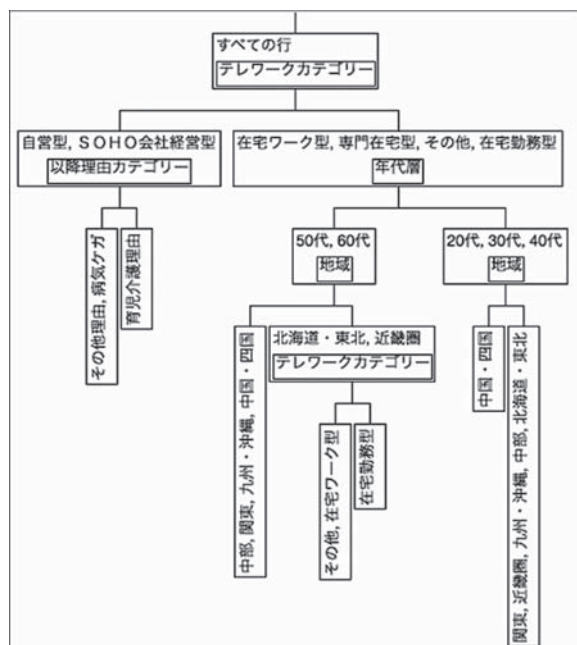 すべての行
テレワークカテゴリー
自営型, ＳＯＨＯ会社経営型
以降理由カテゴリー
在宅ワーク型, 専門在宅型, その他, 在宅勤務型
年代層
その他理由, 病気ケガ
育児介護理由
50代, 60代
地域
20代, 30代, 40代
地域
中部, 関東, 九州・沖縄, 中国・四国
北海道・東北, 近畿圏
テレワークカテゴリー
その他, 在宅ワーク型
在宅勤務型
中国・四国
関東, 近畿圏, 九州・沖縄, 中部, 北海道・東北